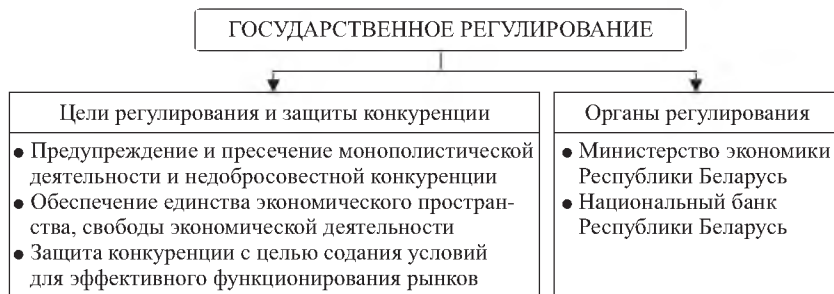 ГОСУДАРСТВЕННОЕ РЕГУЛИРОВАНИЕ
Цели регулирования и защиты конкуренции
● Предупреждение и пресечение монополистической
деятельности и недобросовестной конкуренции
● Обеспечение единства экономического простран-
ства, свободы экономической деятельности
● Защита конкуренции с целью содания условий
для эффективного функционирования рынков
Органы регулирования
● Министерство экономики
Республики Беларусь
● Национальный банк
Республики Беларусь